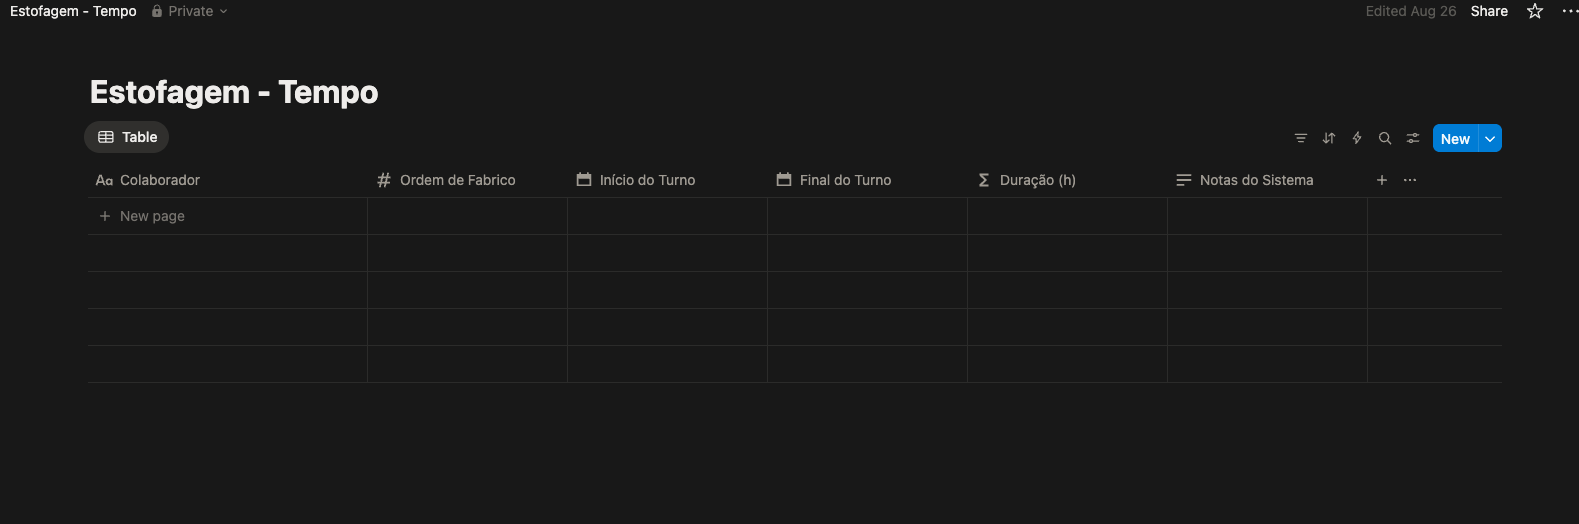 Estofagem - Tempo Private Edited Aug 26 Share
Estofagem - Tempo
Table New
Aa Colaborador # Ordem de Fabrico Início do Turno Final do Turno Σ Duração (h) Notas do Sistema + ...
+ New page